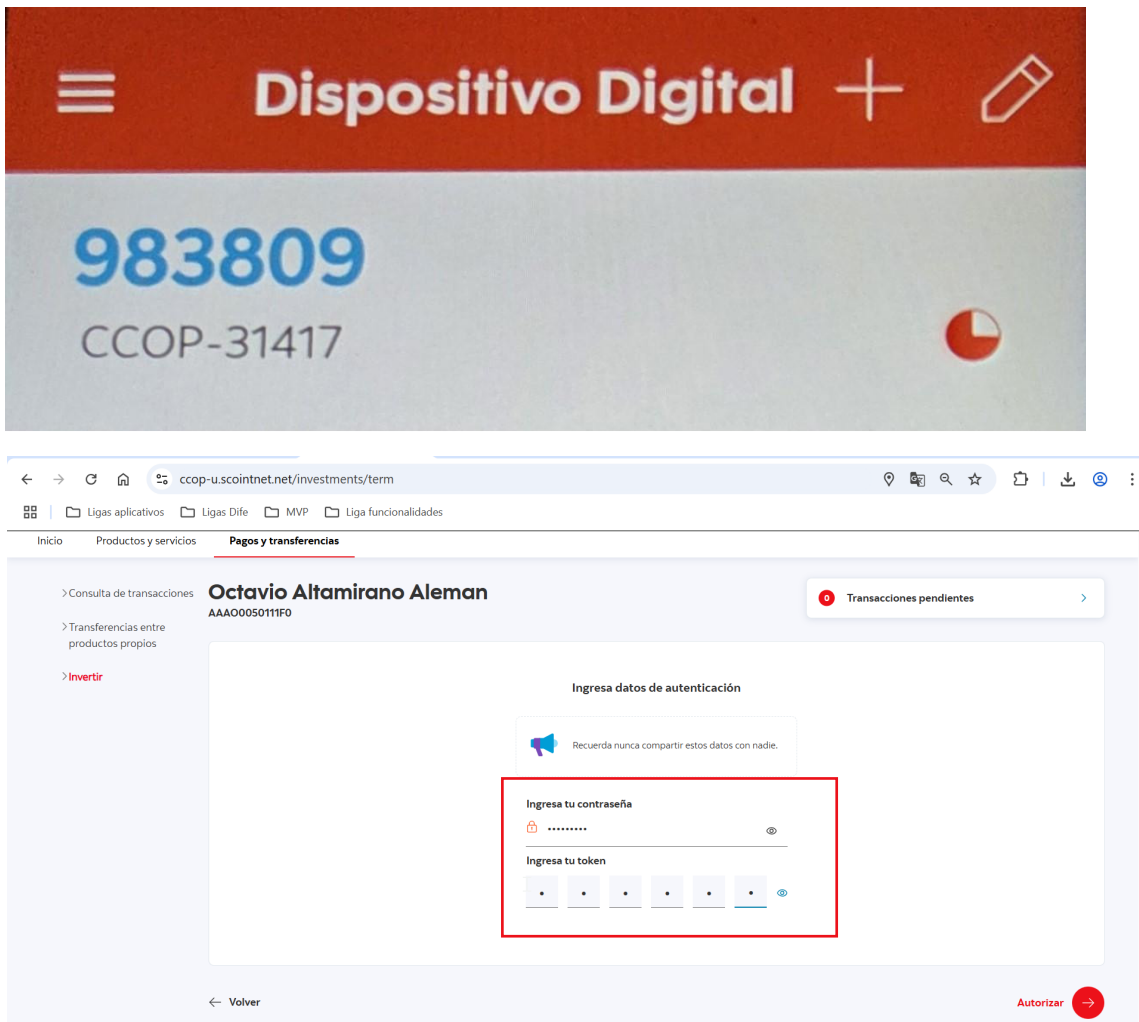 Dispositivo Digital
983809
CCOP-31417
ccop-u.scointnet.net/investments/term
Ligas aplicativos Ligas Dife MVP Liga funcionalidades
Inicio Productos y servicios Pagos y transferencias
>Consulta de transacciones
>Transferencias entre
productos propios
>Invertir
Octavio Altamirano Aleman
AAAO0050111F0
0 Transacciones pendientes >
Ingresa datos de autenticación
Recuerda nunca compartir estos datos con nadie.
Ingresa tu contraseña
•••••••••
Ingresa tu token
• • • • • •
← Volver
Autorizar →